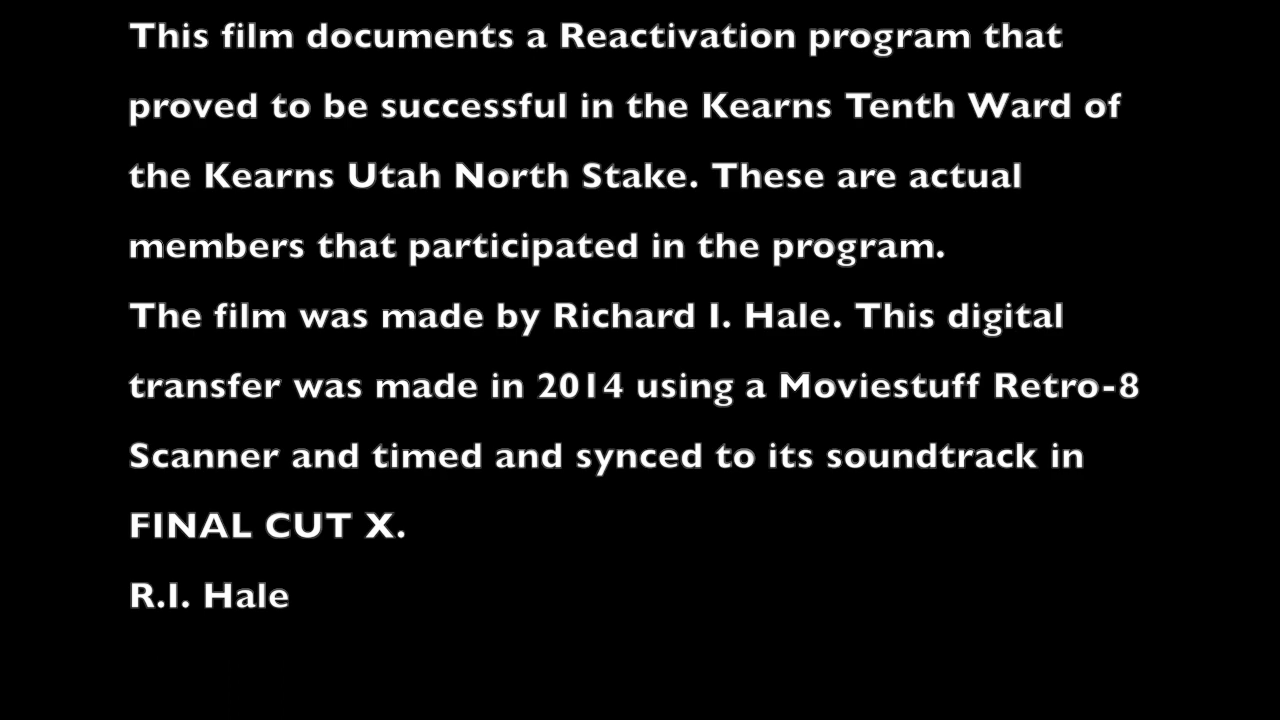 This film documents a Reactivation program that
proved to be successful in the Kearns Tenth Ward of
the Kearns Utah North Stake. These are actual
members that participated in the program.
The film was made by Richard I. Hale. This digital
transfer was made in 2014 using a Moviestuff Retro-8
Scanner and timed and synced to its soundtrack in
FINAL CUT X.
R.I. Hale